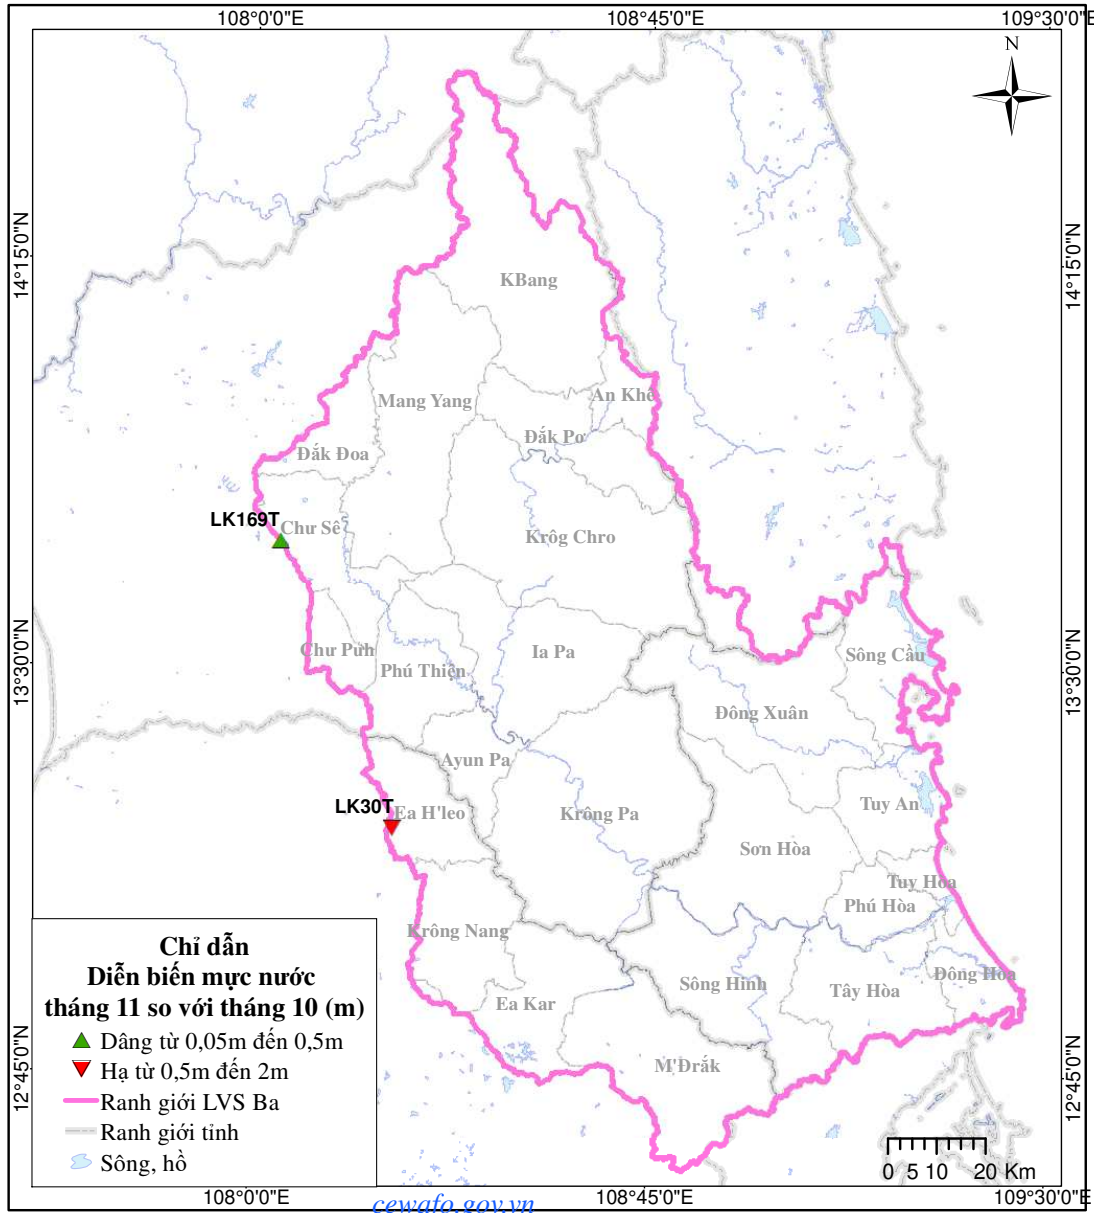 108°0'0"E
108°45'0"E
109°30'0"E
N
14°15'0"N
14°15'0"N
KBang
An Khê
Mang Yang
Đắk Pơ
Đắk Đoa
LK169T
Chư Sê
Krôg Chro
Chư Pưh
Ia Pa
Sông Cầu
Phú Thiện
13°30'0"N
13°30'0"N
Đông Xuân
Ayun Pa
LK30T
Ea H'leo
Krông Pa
Tuy An
Sơn Hòa
Tuy Hòa
Phú Hòa
Krông Nang
Sông Hinh
Tây Hòa
Đông Hòa
Ea Kar
M'Đrắk
12°45'0"N
12°45'0"N
Chỉ dẫn
Diễn biến mực nước
tháng 11 so với tháng 10 (m)
Dâng từ 0,05m đến 0,5m
Hạ từ 0,5m đến 2m
Ranh giới LVS Ba
Ranh giới tỉnh
Sông, hồ
0 5 10 20 Km
108°0'0"E
108°45'0"E
109°30'0"E
cewafo.gov.vn